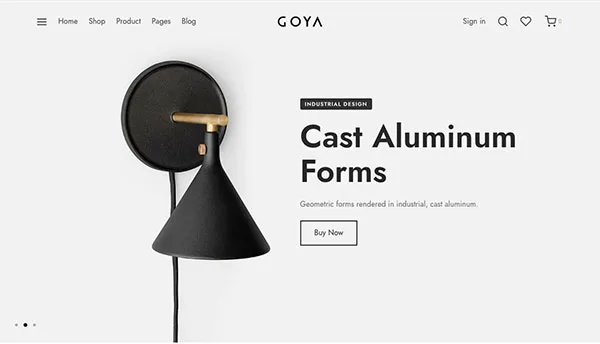 Home Shop Product Pages Blog GOYA Sign in 0
INDUSTRIAL DESIGN
Cast Aluminum
Forms
Geometric forms rendered in industrial, cast aluminum.
Buy Now